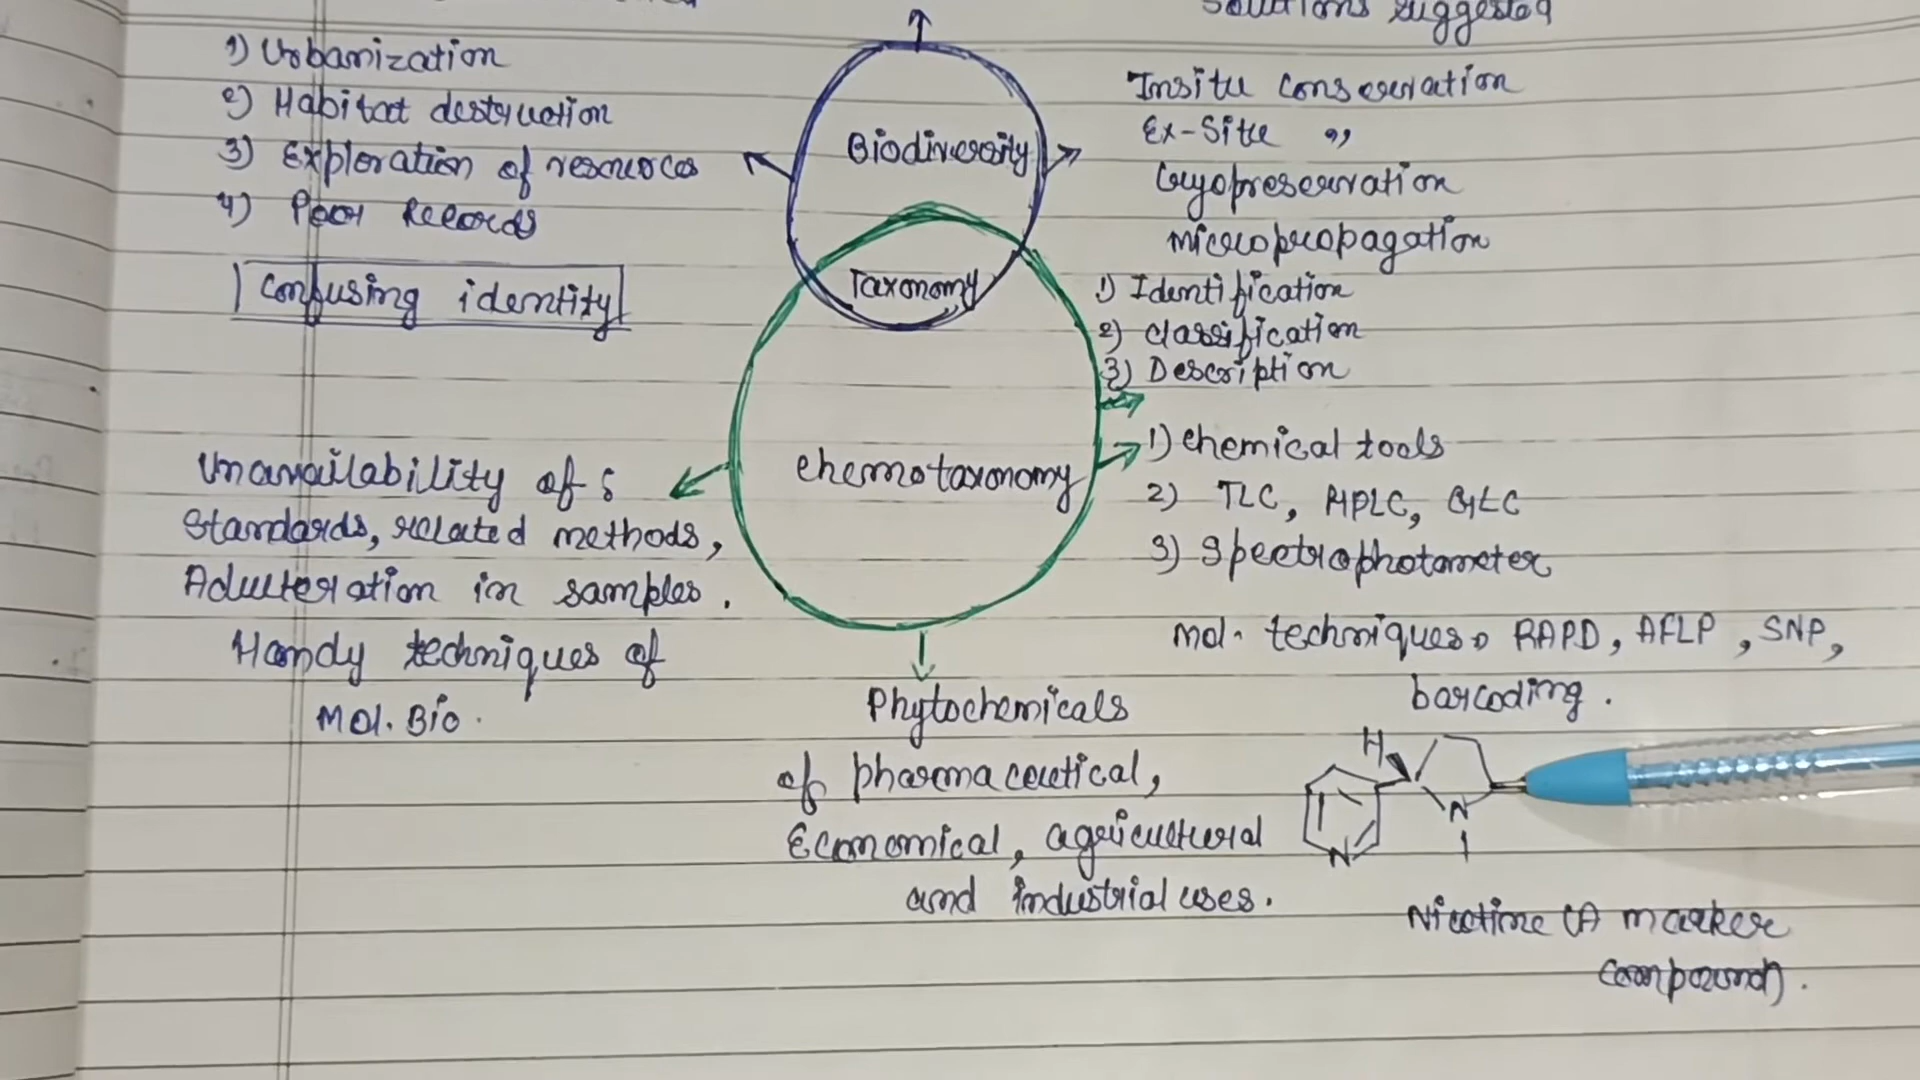 Solutions suggested
1) Urbanization
2) Habitat destruction
3) Exploration of resources
4) Poor Records
Confusing identity
Biodiversity
Taxonomy
Insitu Conservation
Ex-Situ "
Cryopreservation
micropropagation
1) Identification
2) classification
3) Description
chemotaxonomy
1) chemical tools
2) TLC, HPLC, GLC
3) Spectrophotometer
mol. techniques, RAPD, AFLP, SNP,
barcoding.
Unavailability of
Standards, related methods,
Adulteration in samples.
Handy techniques of
Mol. Bio.
Phytochemicals
of pharmaceutical,
Economical, agricultural
and industrial uses.
H
N
N
Nicotine (A marker
compound).